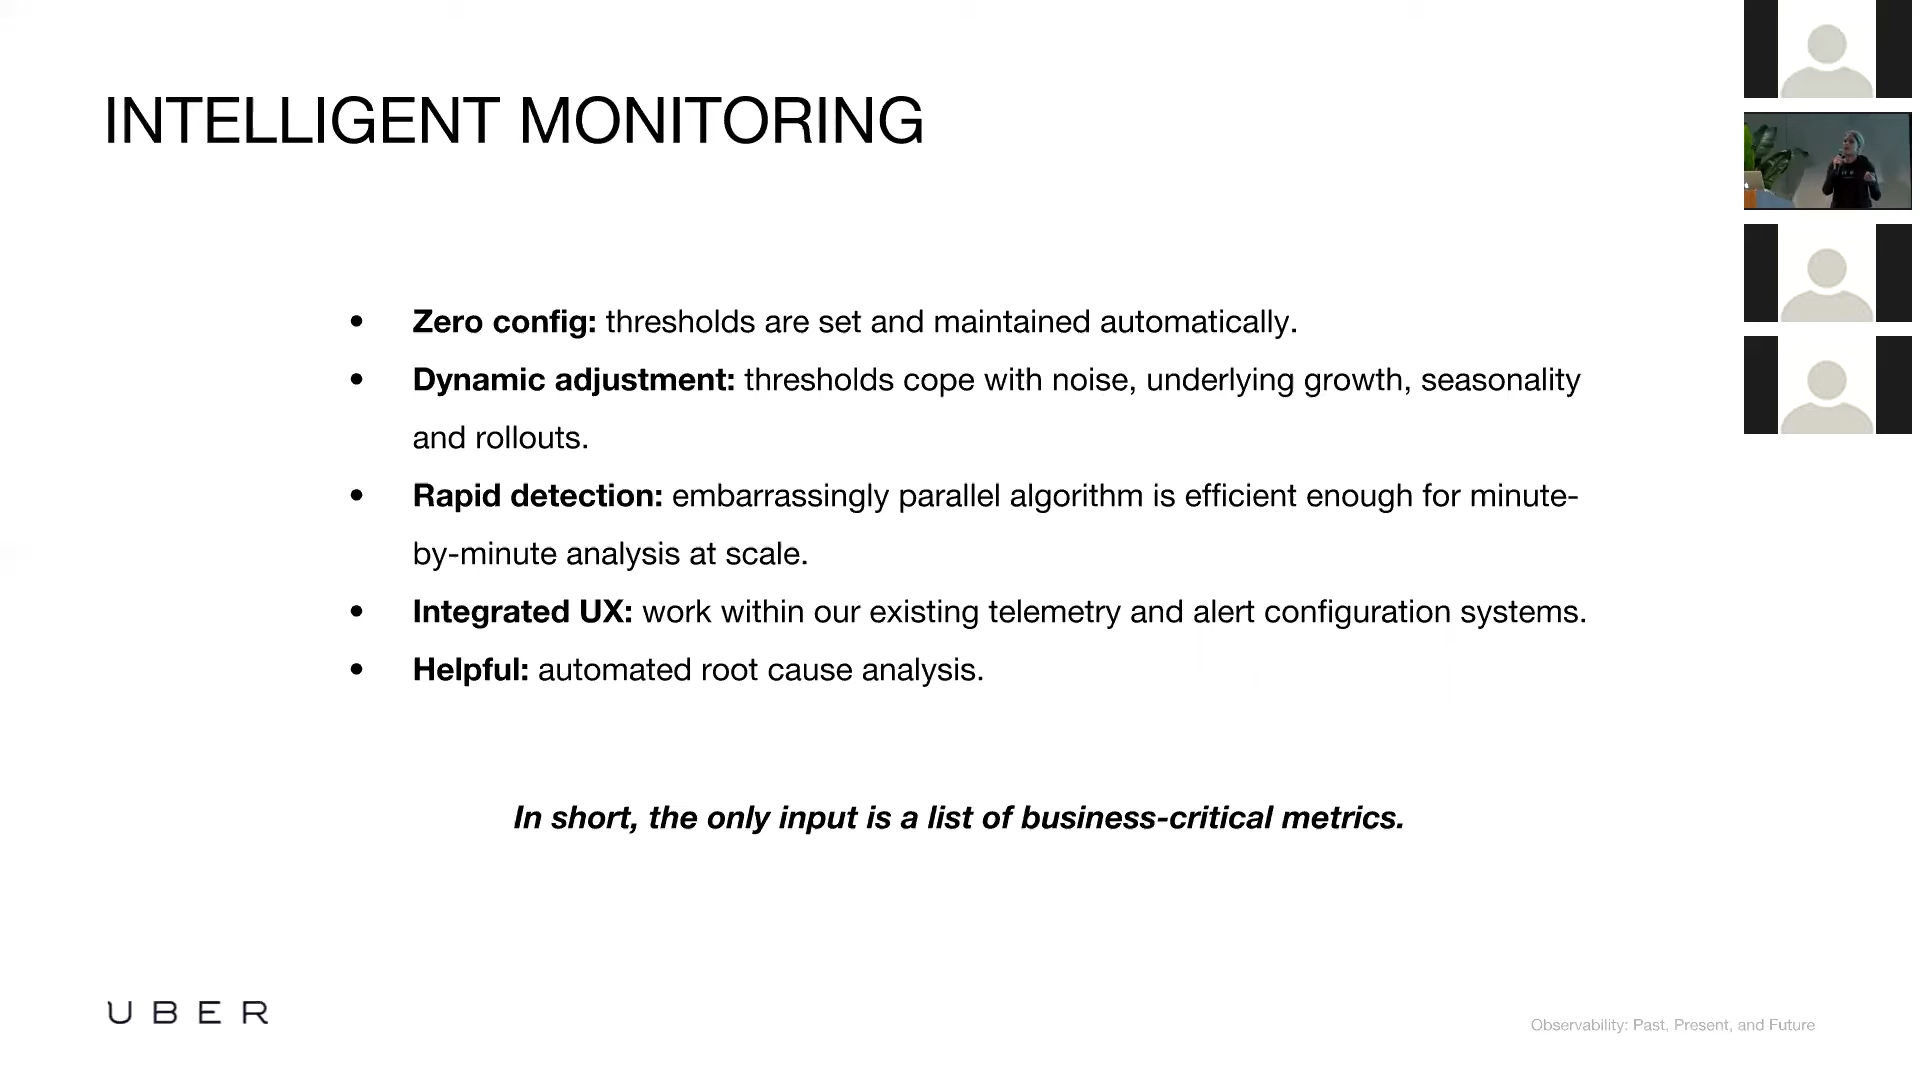 INTELLIGENT MONITORING
• Zero config: thresholds are set and maintained automatically.
• Dynamic adjustment: thresholds cope with noise, underlying growth, seasonality
and rollouts.
• Rapid detection: embarrassingly parallel algorithm is efficient enough for minute-
by-minute analysis at scale.
• Integrated UX: work within our existing telemetry and alert configuration systems.
• Helpful: automated root cause analysis.
In short, the only input is a list of business-critical metrics.
UBER
Observability: Past, Present, and Future